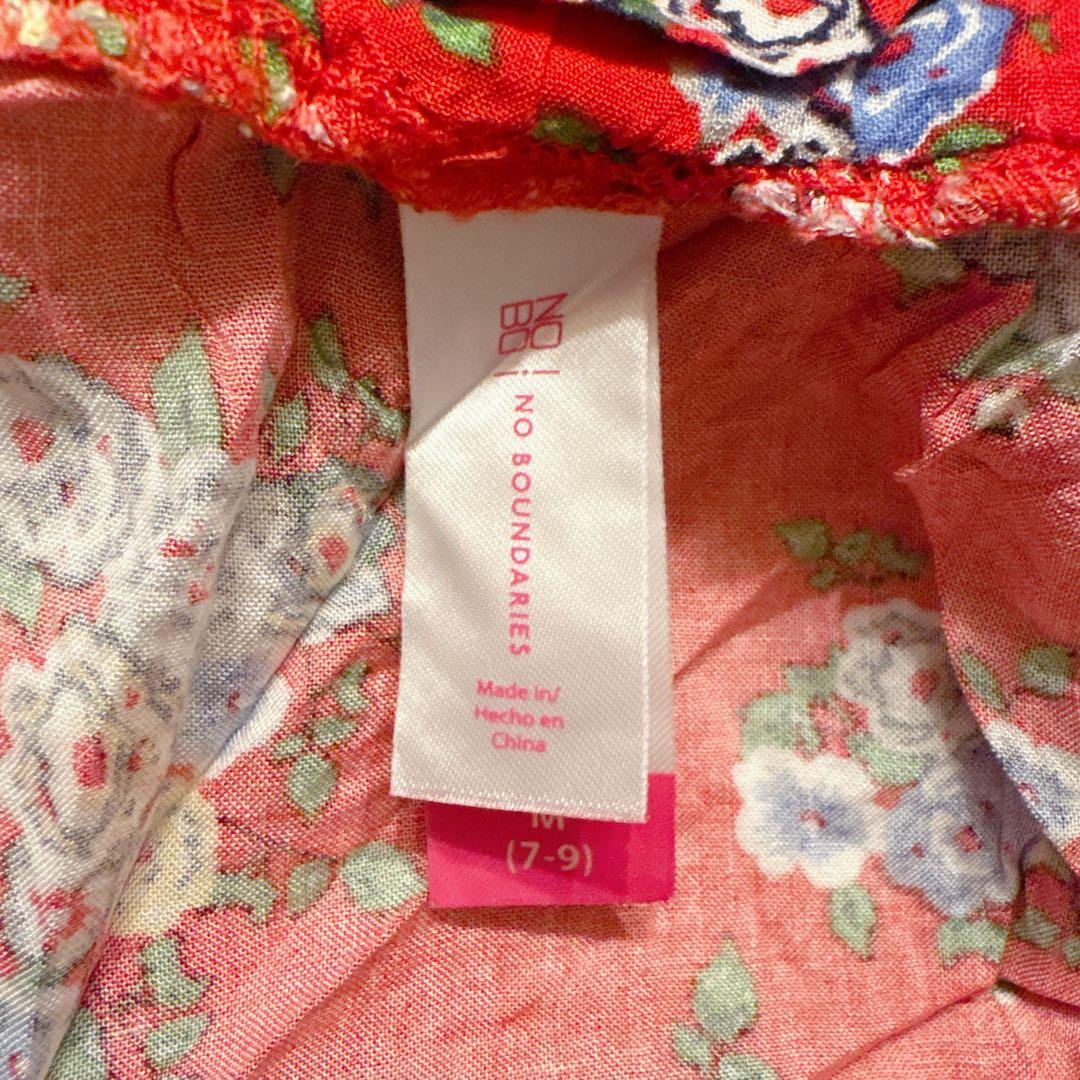 NO
BO
NO BOUNDARIES
Made in/
Hecho en
China
M
(7-9)